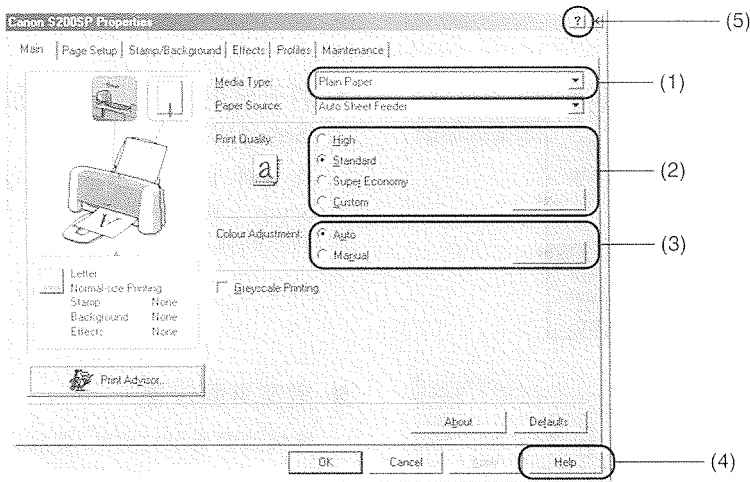 Canon S200SP Properties ? (5)
Main Page Setup Stamp/Background Effects Profiles Maintenance
Media Type: Plain Paper (1)
Paper Source: Auto Sheet Feeder
Print Quality: High
a Standard
Super Economy (2)
Custom
Colour Adjustment: Auto
Manual (3)
Letter
Normal-size Printing
Stamp None
Background None
Effects None
Greyscale Printing
Print Advisor...
About Defaults
OK Cancel Apply Help (4)